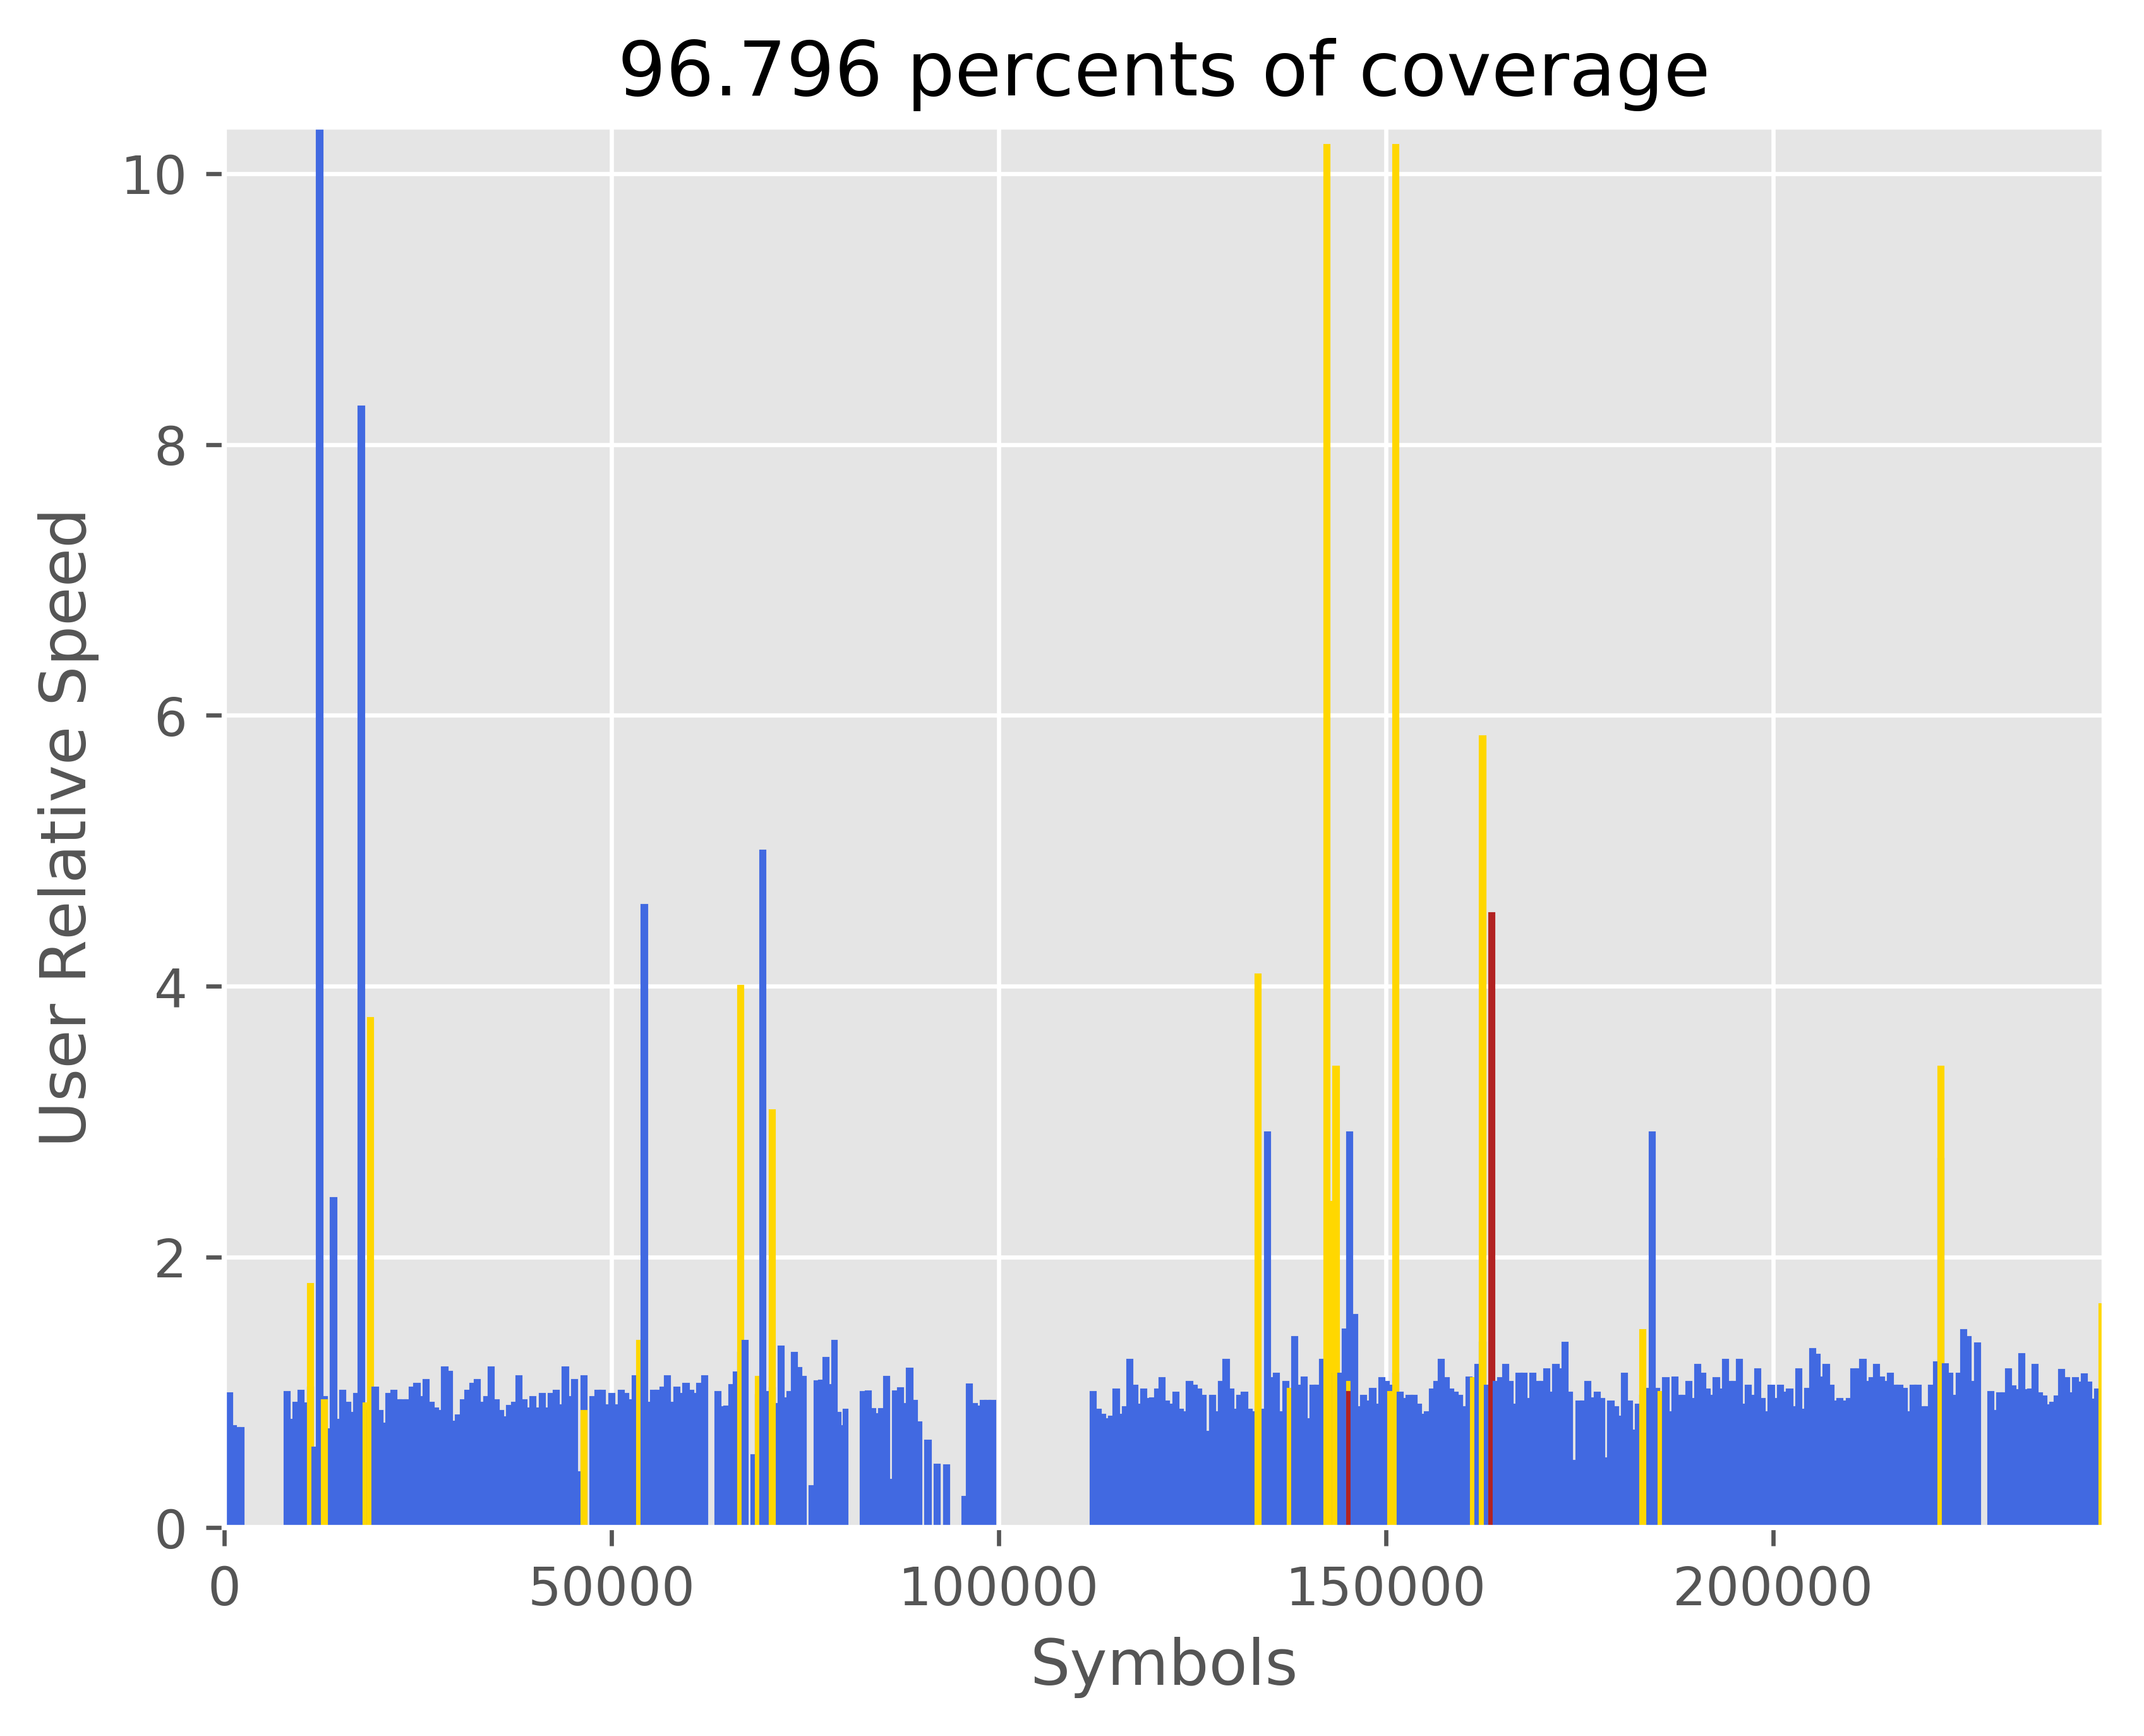 96.796 percents of coverage
10
8
6
4
2
0
User Relative Speed
0 50000 100000 150000 200000
Symbols